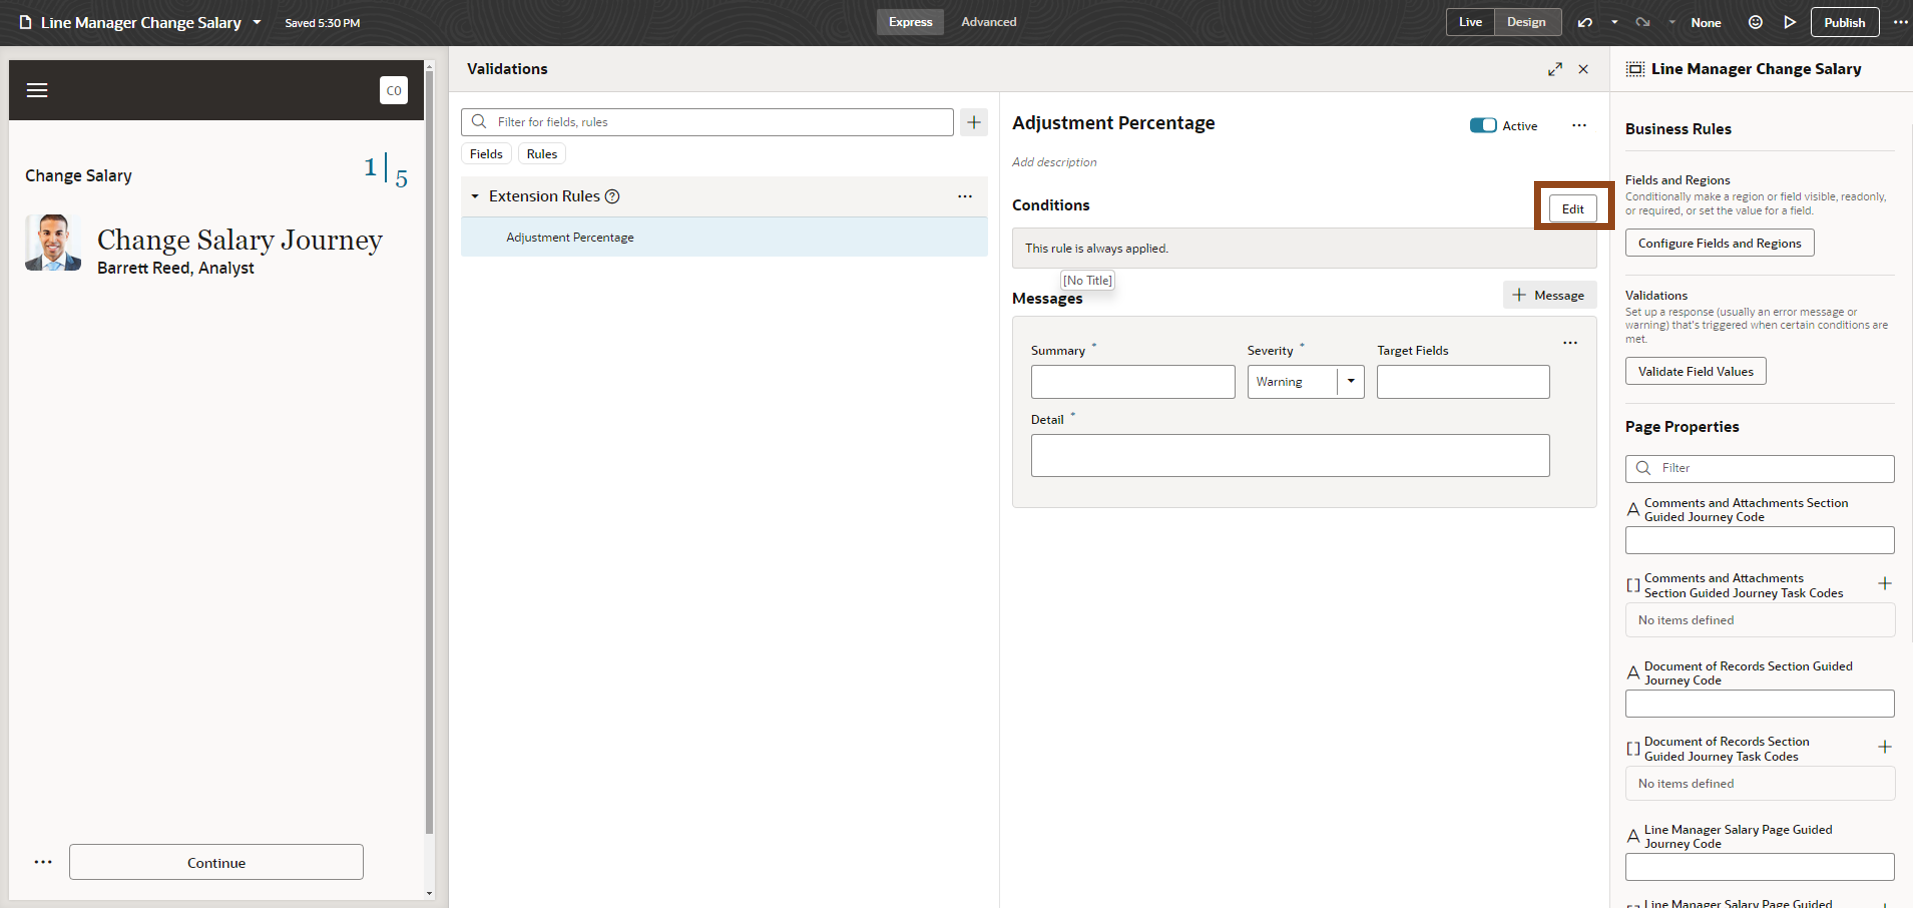 Line Manager Change Salary
Saved 5:30 PM
Express
Advanced
Live
Design
None
Publish
CO
Change Salary
1
5
Change Salary Journey
Barrett Reed, Analyst
Continue
Validations
Filter for fields, rules
Fields
Rules
Extension Rules
Adjustment Percentage
Adjustment Percentage
Active
Add description
Conditions
Edit
This rule is always applied.
[No Title]
Messages
Message
Summary *
Severity *
Target Fields
Warning
Detail *
Line Manager Change Salary
Business Rules
Fields and Regions
Conditionally make a region or field visible, readonly,
or required, or set the value for a field.
Configure Fields and Regions
Validations
Set up a response (usually an error message or
warning) that's triggered when certain conditions are
met.
Validate Field Values
Page Properties
Filter
Comments and Attachments Section
Guided Journey Code
Comments and Attachments
Section Guided Journey Task Codes
No items defined
Document of Records Section Guided
Journey Code
Document of Records Section
Guided Journey Task Codes
No items defined
Line Manager Salary Page Guided
Journey Code
Line Manager Salary Page Guided